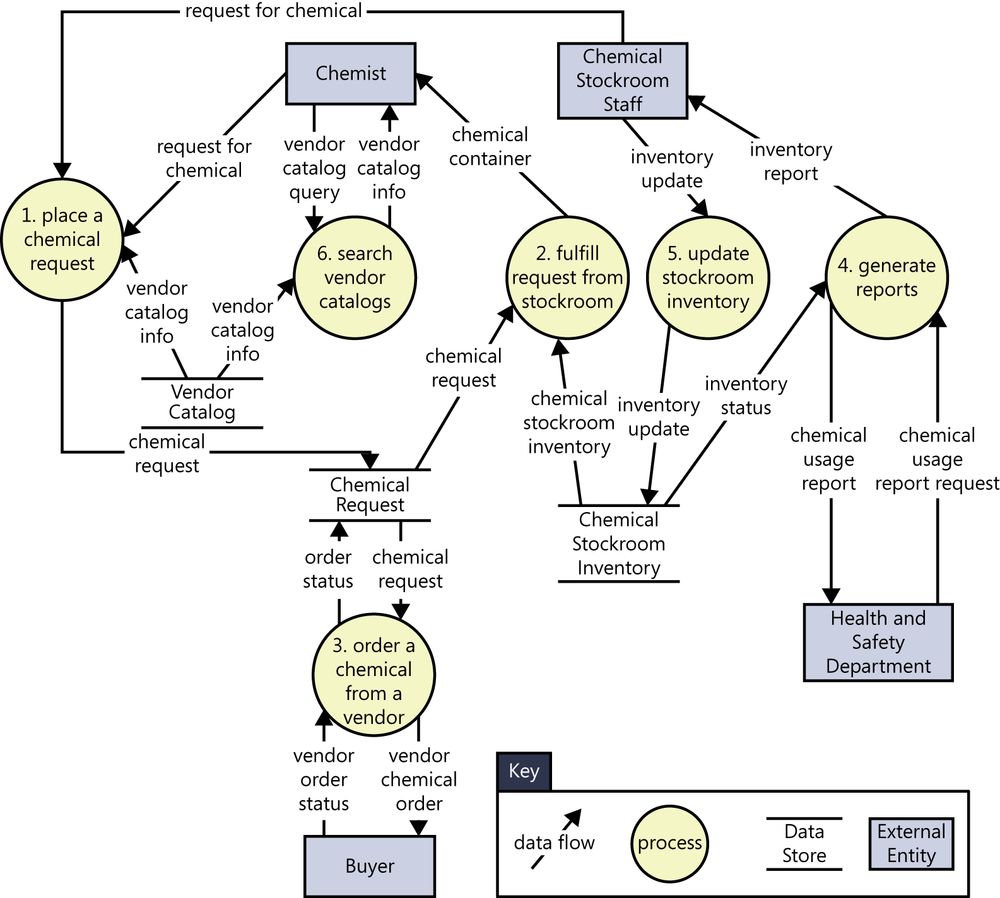 request for chemical
Chemist
Chemical
Stockroom
Staff
request for
chemical
vendor
catalog
query
vendor
catalog
info
chemical
container
inventory
update
inventory
report
1. place a
chemical
request
6. search
vendor
catalogs
2. fulfill
request from
stockroom
5. update
stockroom
inventory
4. generate
reports
vendor
catalog
info
vendor
catalog
info
Vendor
Catalog
chemical
request
chemical
request
chemical
stockroom
inventory
inventory
update
inventory
status
chemical
usage
report
chemical
usage
report request
Chemical
Request
Chemical
Stockroom
Inventory
order
status
chemical
request
Health and
Safety
Department
3. order a
chemical
from a
vendor
vendor
order
status
vendor
chemical
order
Buyer
Key
data flow
process
Data
Store
External
Entity